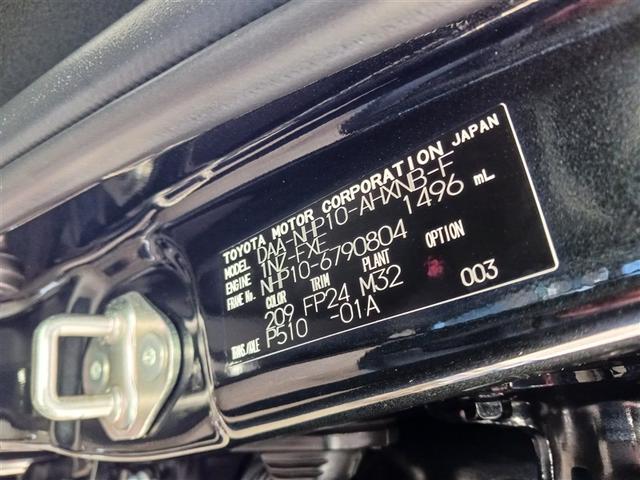 TOYOTA MOTOR CORPORATION JAPAN
MODEL DAA-NHP10-AHXNB-F
ENGINE 1NZ-FXE 1496 mL
FRAME No. NHP10-6790804
COLOR TRIM PLANT OPTION
209 FP24 M32 003
TRNS/AXLE P510 -01A